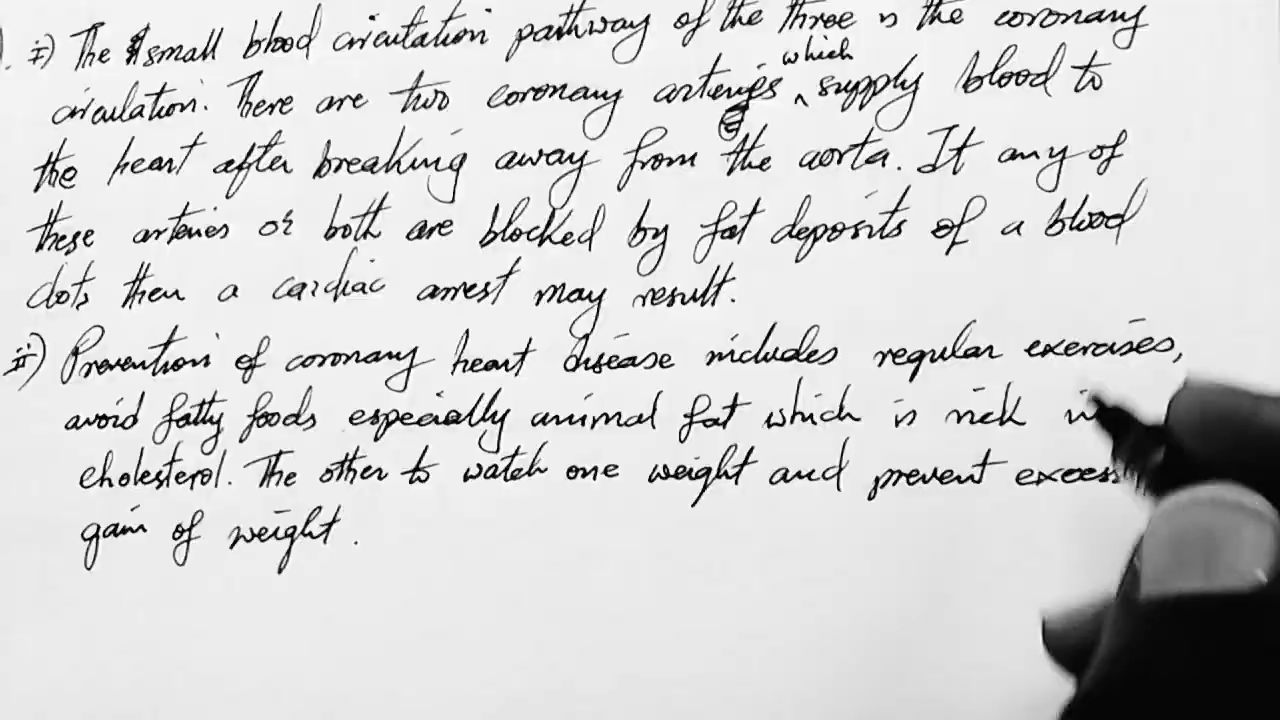 i) The small blood circulation pathway of the three is the coronary
circulation. There are two coronary arteries which supply blood to
the heart after breaking away from the aorta. If any of
these arteries or both are blocked by fat deposits of a blood
clots then a cardiac arrest may result.
ii) Prevention of coronary heart disease includes regular exercises,
avoid fatty foods especially animal fat which is rich in
cholesterol. The other to watch one weight and prevent excess
gain of weight.